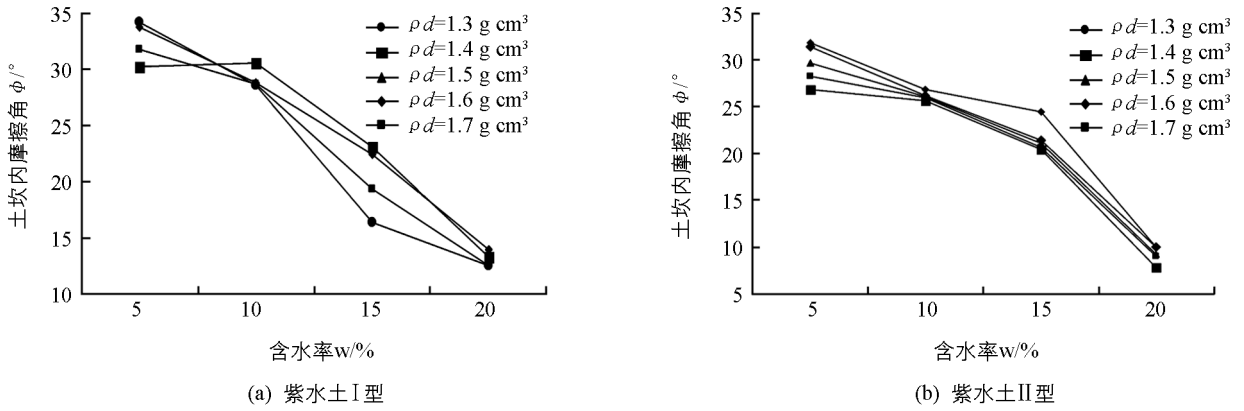 35
30
25
20
15
10
土坎内摩擦角 φ/°
ρd=1.3 g cm³
ρd=1.4 g cm³
ρd=1.5 g cm³
ρd=1.6 g cm³
ρd=1.7 g cm³
5 10 15 20
含水率w/%
(a) 紫水土Ⅰ型
35
30
25
20
15
10
5
土坎内摩擦角 φ/°
ρd=1.3 g cm³
ρd=1.4 g cm³
ρd=1.5 g cm³
ρd=1.6 g cm³
ρd=1.7 g cm³
5 10 15 20
含水率w/%
(b) 紫水土Ⅱ型